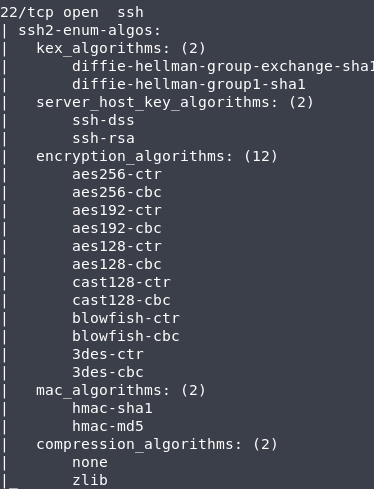 22/tcp open  ssh
| ssh2-enum-algos:
|   kex_algorithms: (2)
|       diffie-hellman-group-exchange-sha1
|       diffie-hellman-group1-sha1
|   server_host_key_algorithms: (2)
|       ssh-dss
|       ssh-rsa
|   encryption_algorithms: (12)
|       aes256-ctr
|       aes256-cbc
|       aes192-ctr
|       aes192-cbc
|       aes128-ctr
|       aes128-cbc
|       cast128-ctr
|       cast128-cbc
|       blowfish-ctr
|       blowfish-cbc
|       3des-ctr
|       3des-cbc
|   mac_algorithms: (2)
|       hmac-sha1
|       hmac-md5
|   compression_algorithms: (2)
|       none
|_      zlib